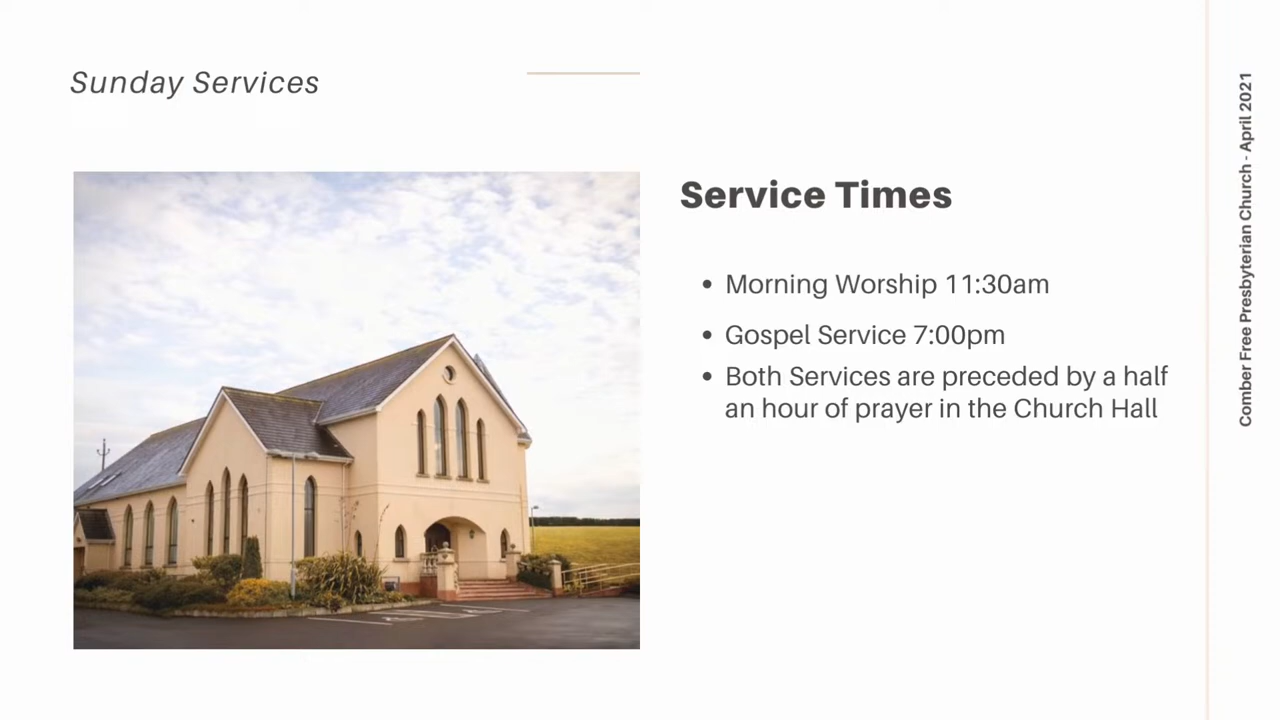 Sunday Services
Service Times
• Morning Worship 11:30am
• Gospel Service 7:00pm
• Both Services are preceded by a half
an hour of prayer in the Church Hall
Comber Free Presbyterian Church - April 2021